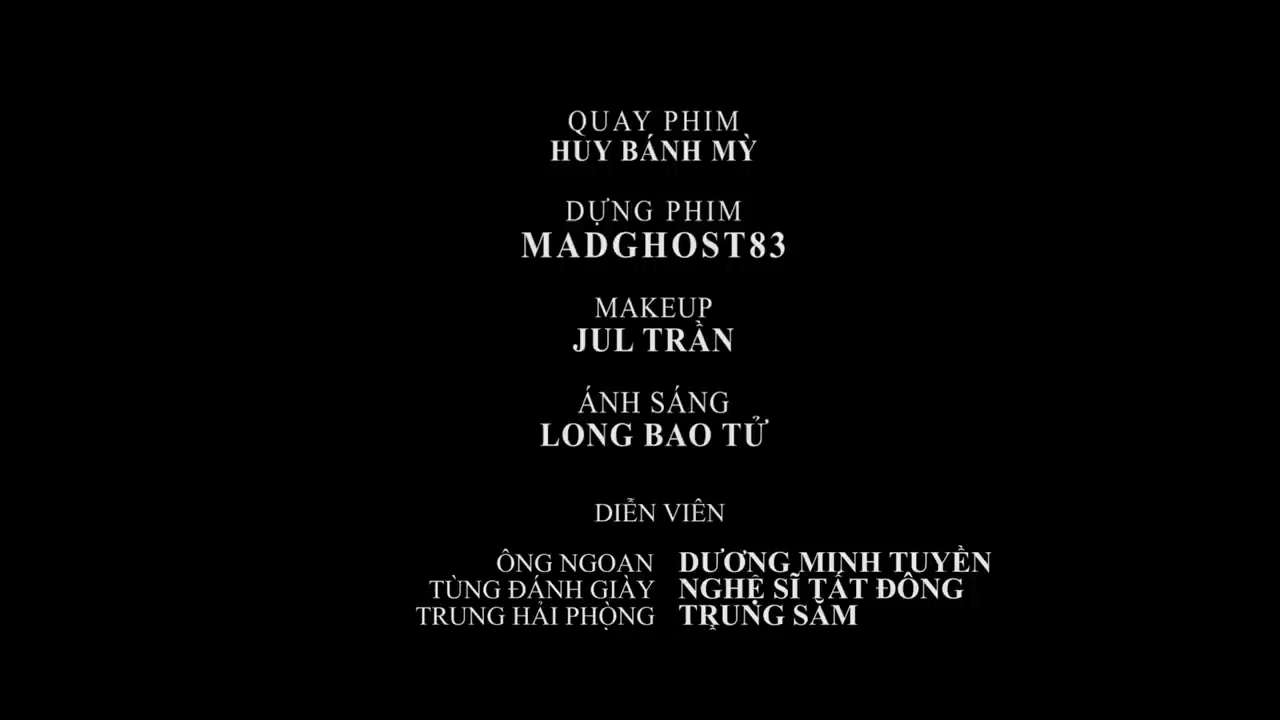 QUAY PHIM
HUY BÁNH MỲ
DỰNG PHIM
MADGHOST83
MAKEUP
JUL TRẦN
ÁNH SÁNG
LONG BAO TỬ
DIỄN VIÊN
ÔNG NGOAN DƯƠNG MINH TUYỀN
TÙNG ĐÁNH GIÀY NGHỆ SĨ TẤT ĐÔNG
TRUNG HẢI PHÒNG TRUNG SĂM